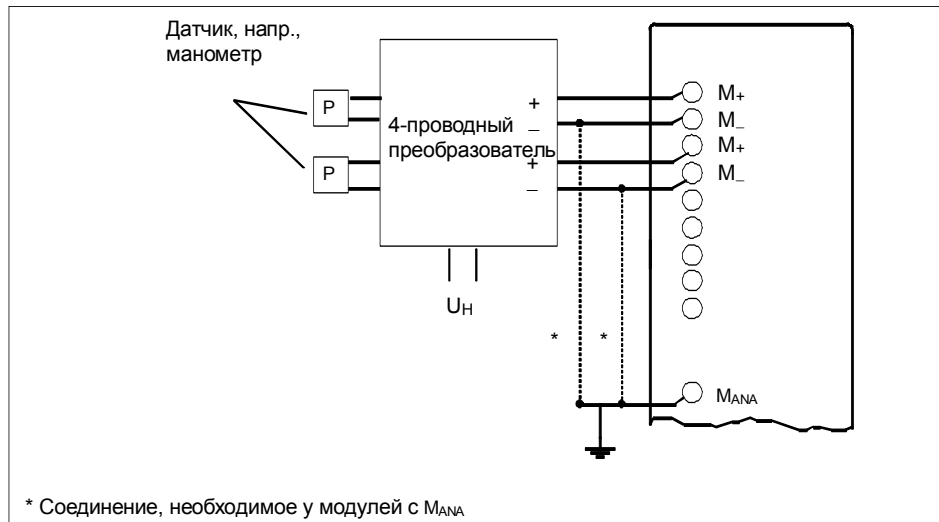 Датчик, напр.,
манометр
P
P
4-проводный
преобразователь
+
–
+
–
M+
M–
M+
M–
UH
*
*
MANA
* Соединение, необходимое у модулей с MANA